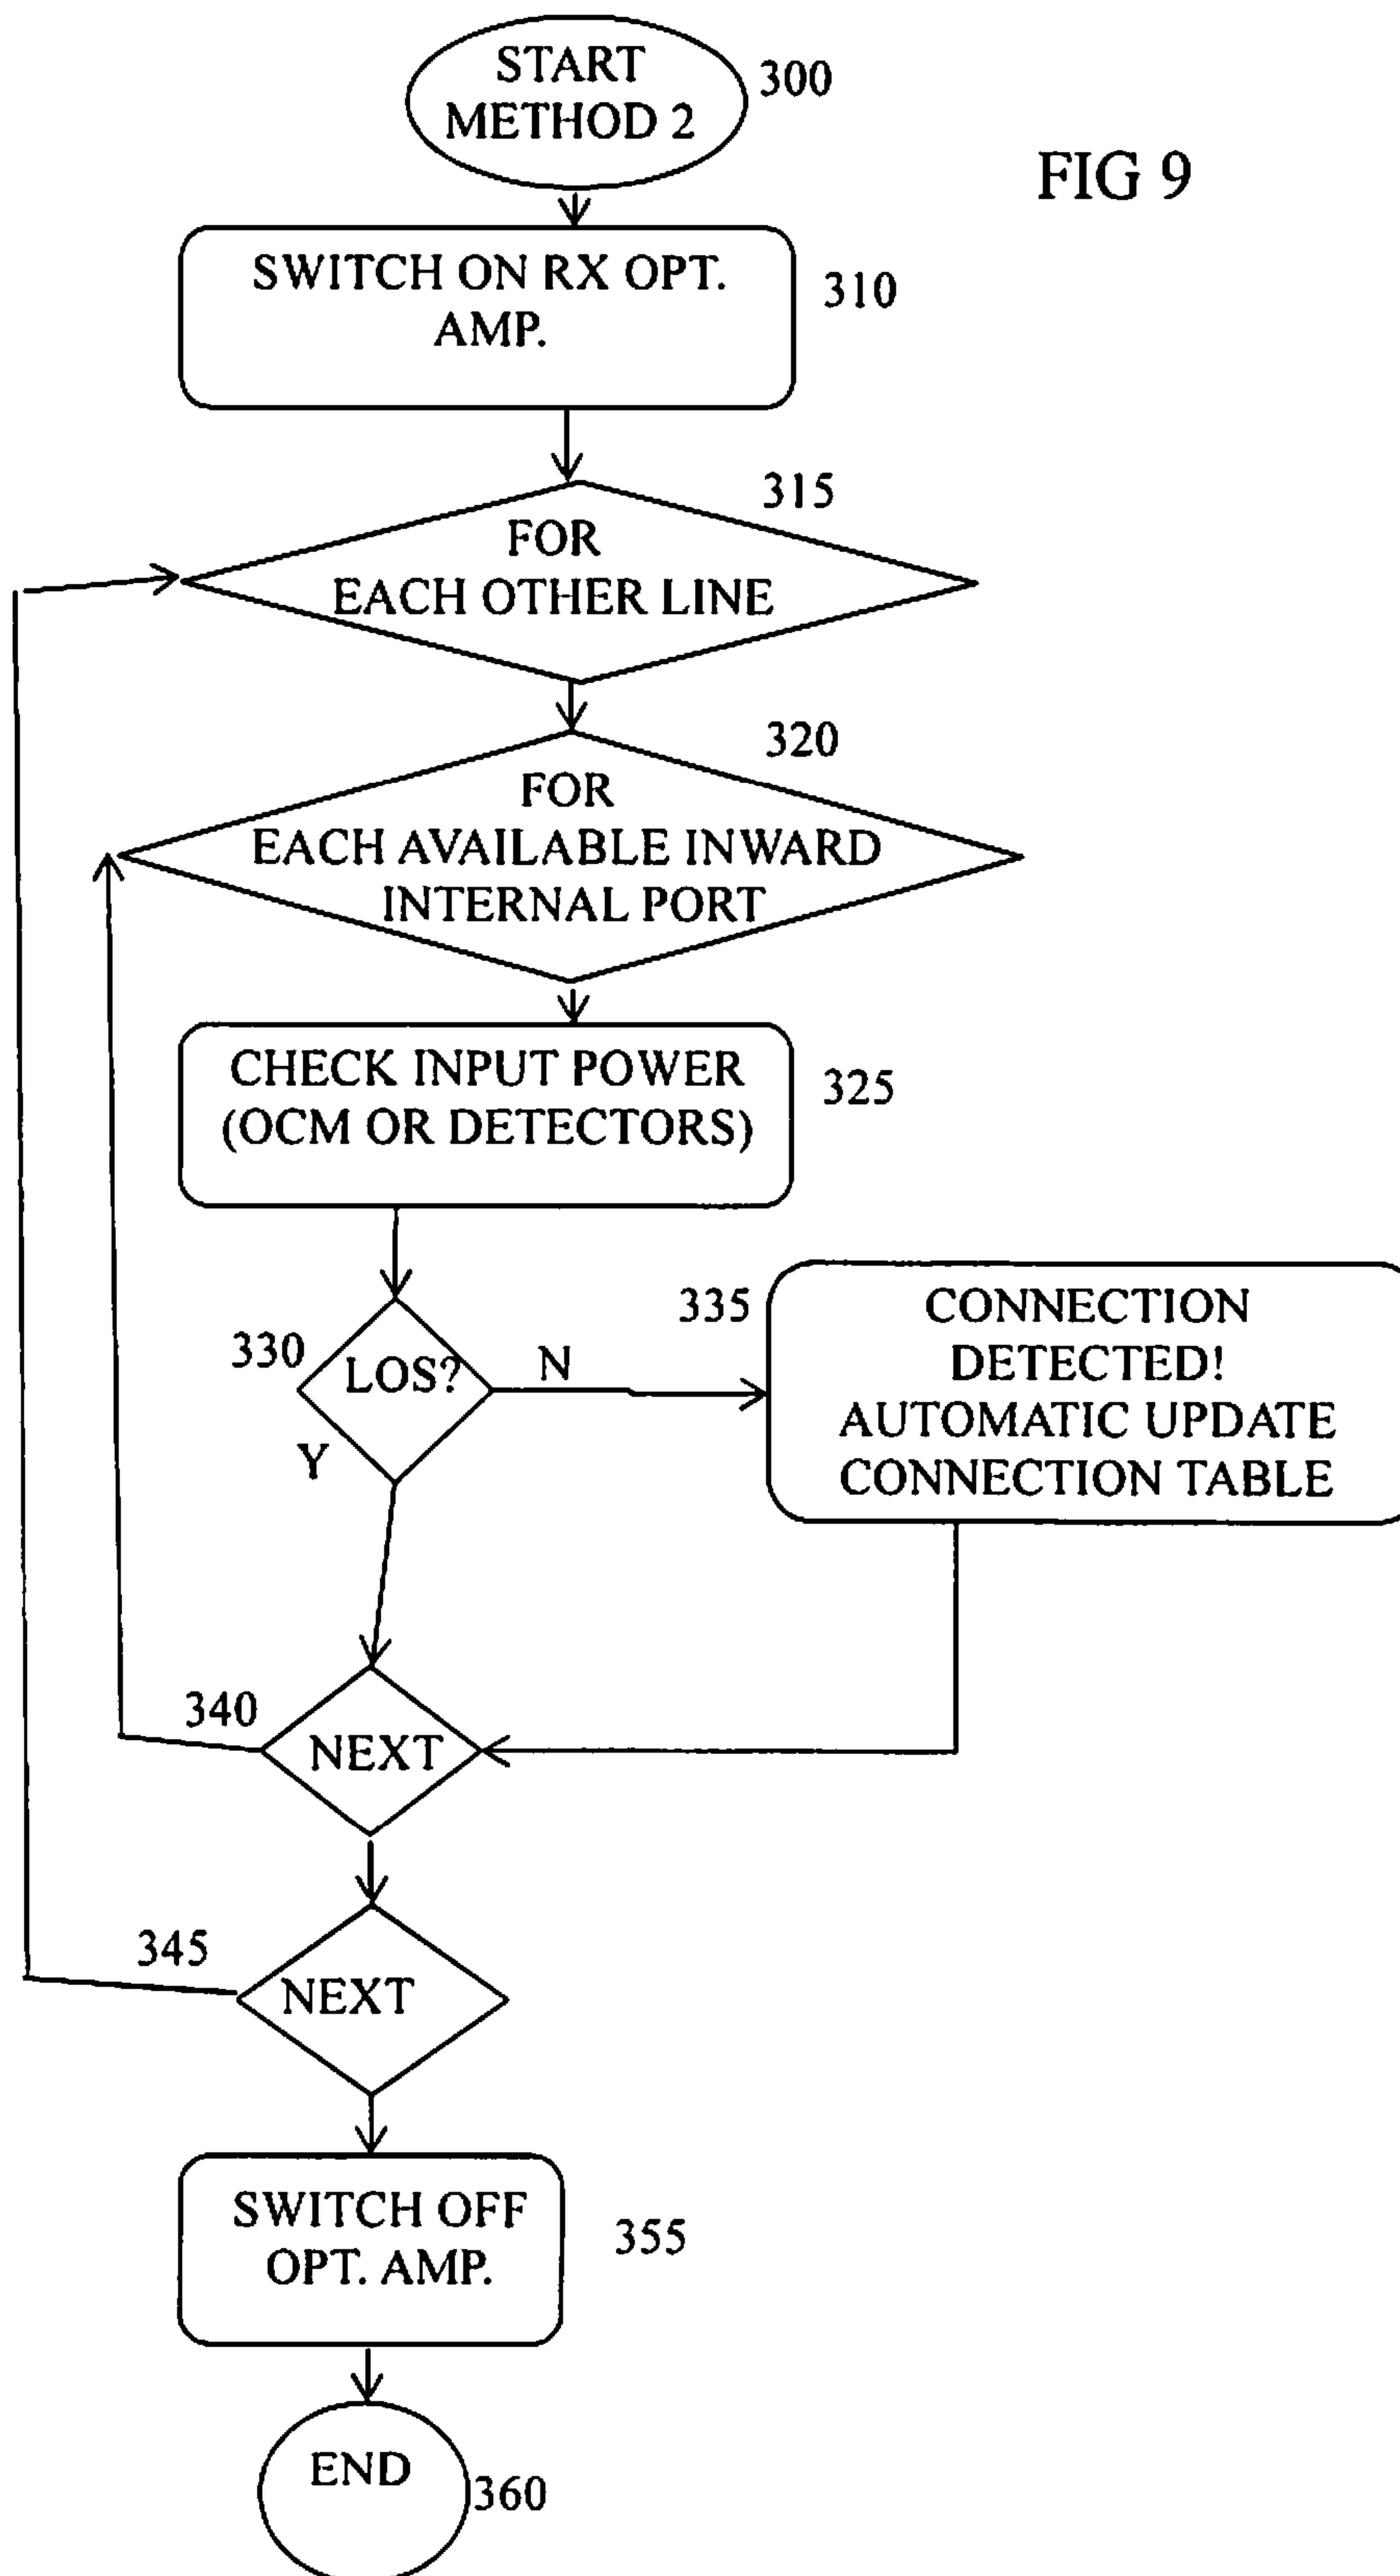 START
METHOD 2
300
FIG 9
SWITCH ON RX OPT.
AMP.
310
315
FOR
EACH OTHER LINE
320
FOR
EACH AVAILABLE INWARD
INTERNAL PORT
CHECK INPUT POWER
(OCM OR DETECTORS)
325
330
LOS?
N
Y
335
CONNECTION
DETECTED!
AUTOMATIC UPDATE
CONNECTION TABLE
340
NEXT
345
NEXT
SWITCH OFF
OPT. AMP.
355
END
360